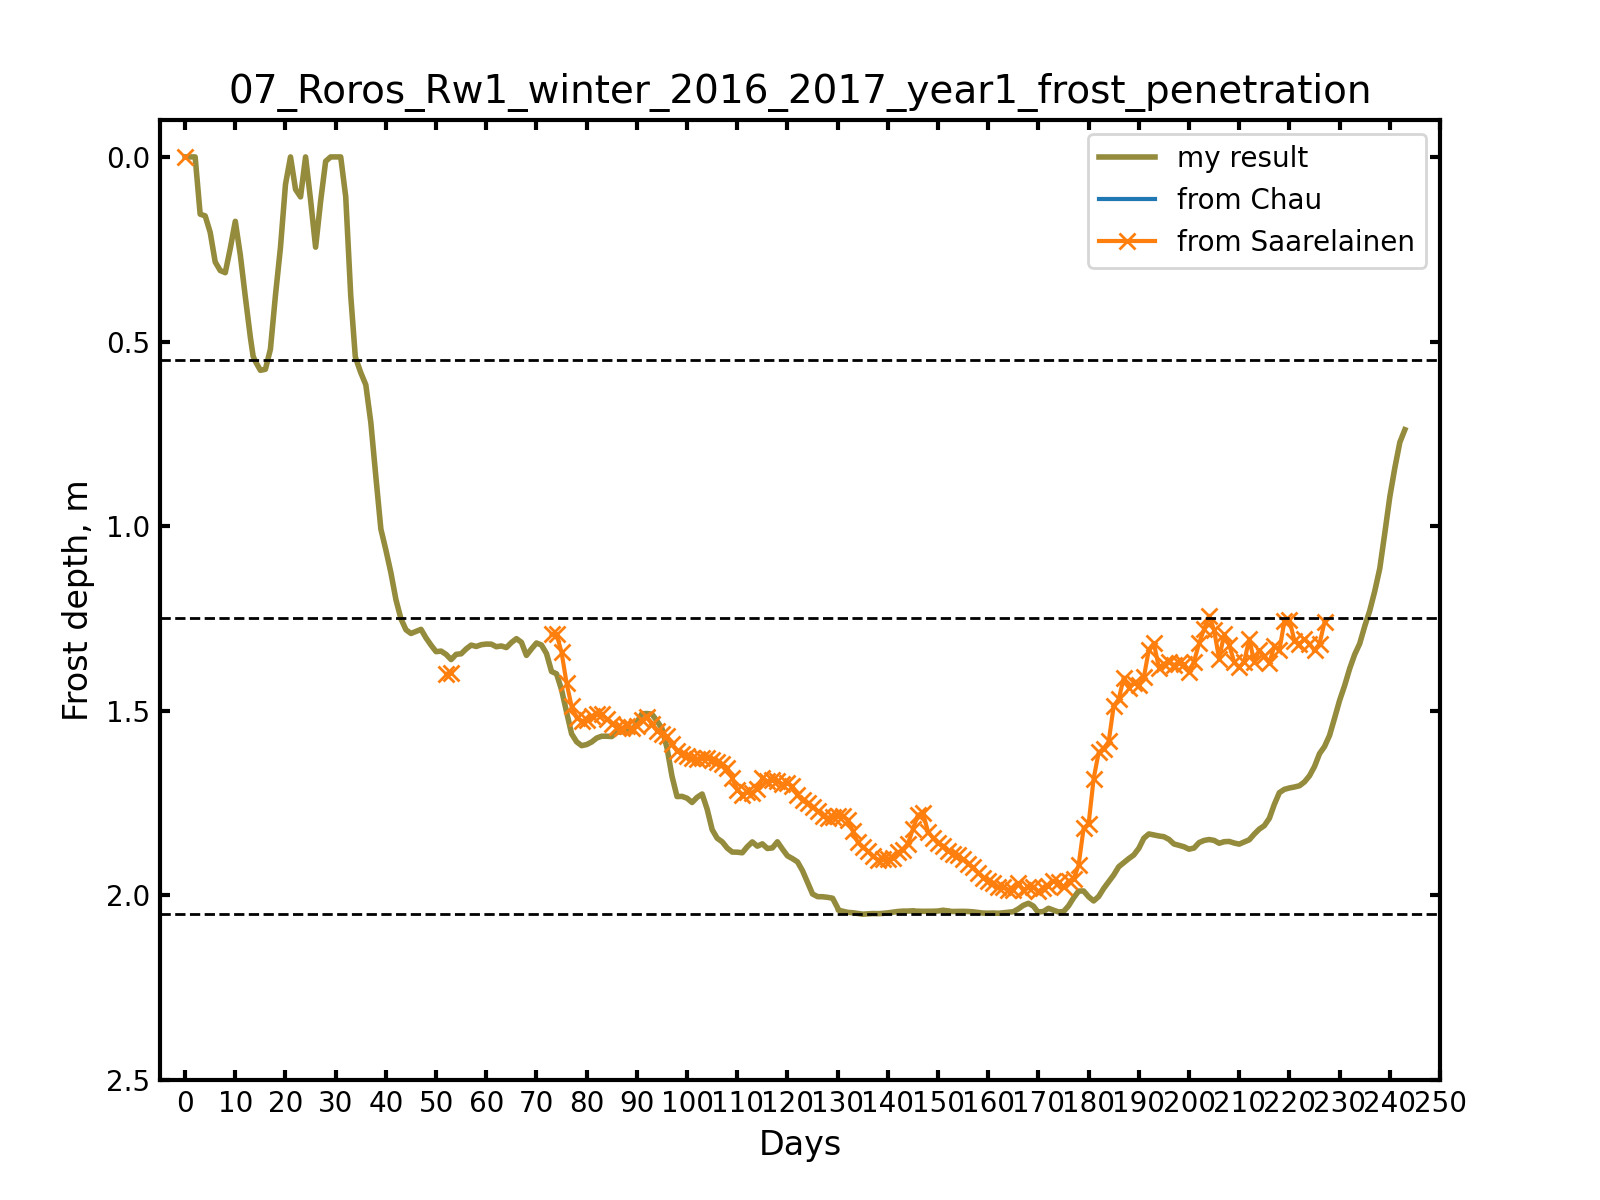 07_Roros_Rw1_winter_2016_2017_year1_frost_penetration
my result
from Chau
from Saarelainen
Frost depth, m
0.0
0.5
1.0
1.5
2.0
2.5
0 10 20 30 40 50 60 70 80 90 100 110 120 130 140 150 160 170 180 190 200 210 220 230 240 250
Days